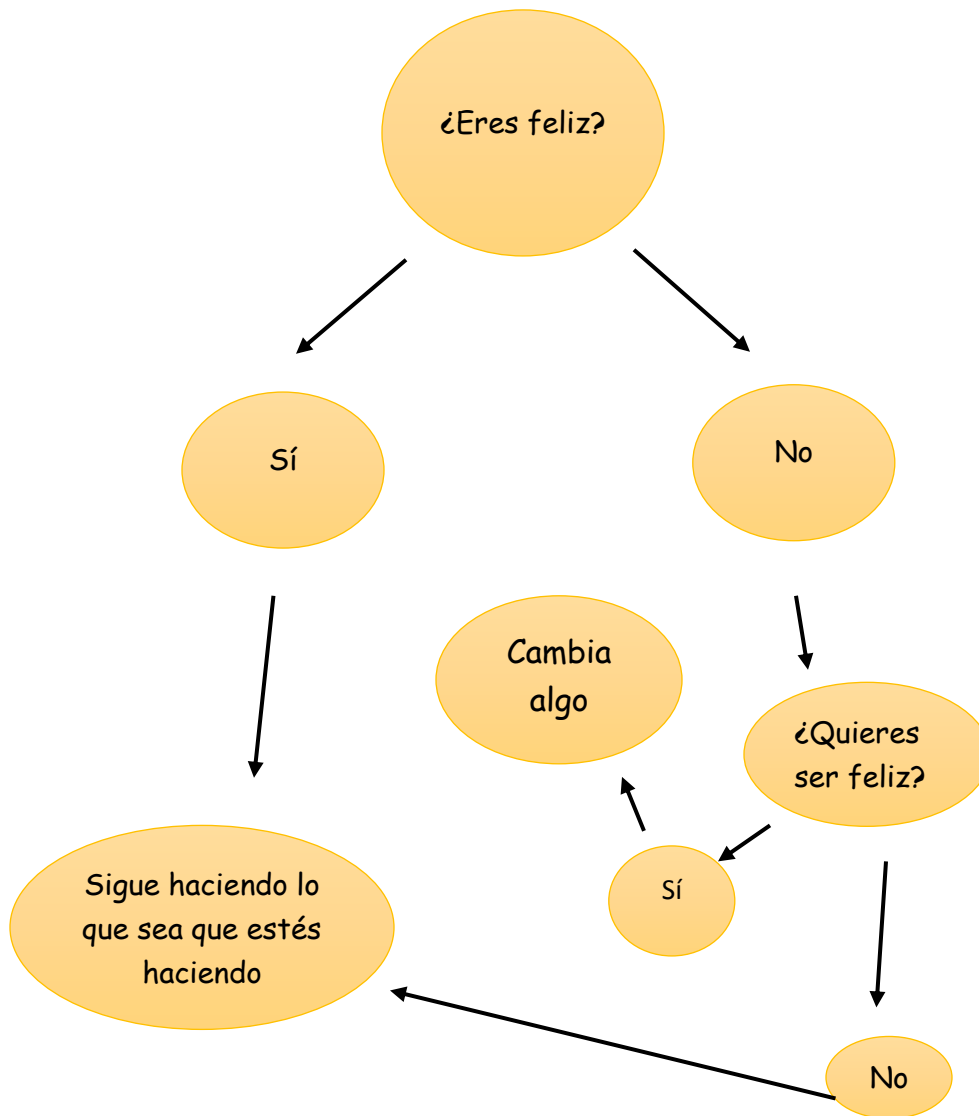 ¿Eres feliz?
Sí
No
Cambia
algo
¿Quieres
ser feliz?
Sí
Sigue haciendo lo
que sea que estés
haciendo
No